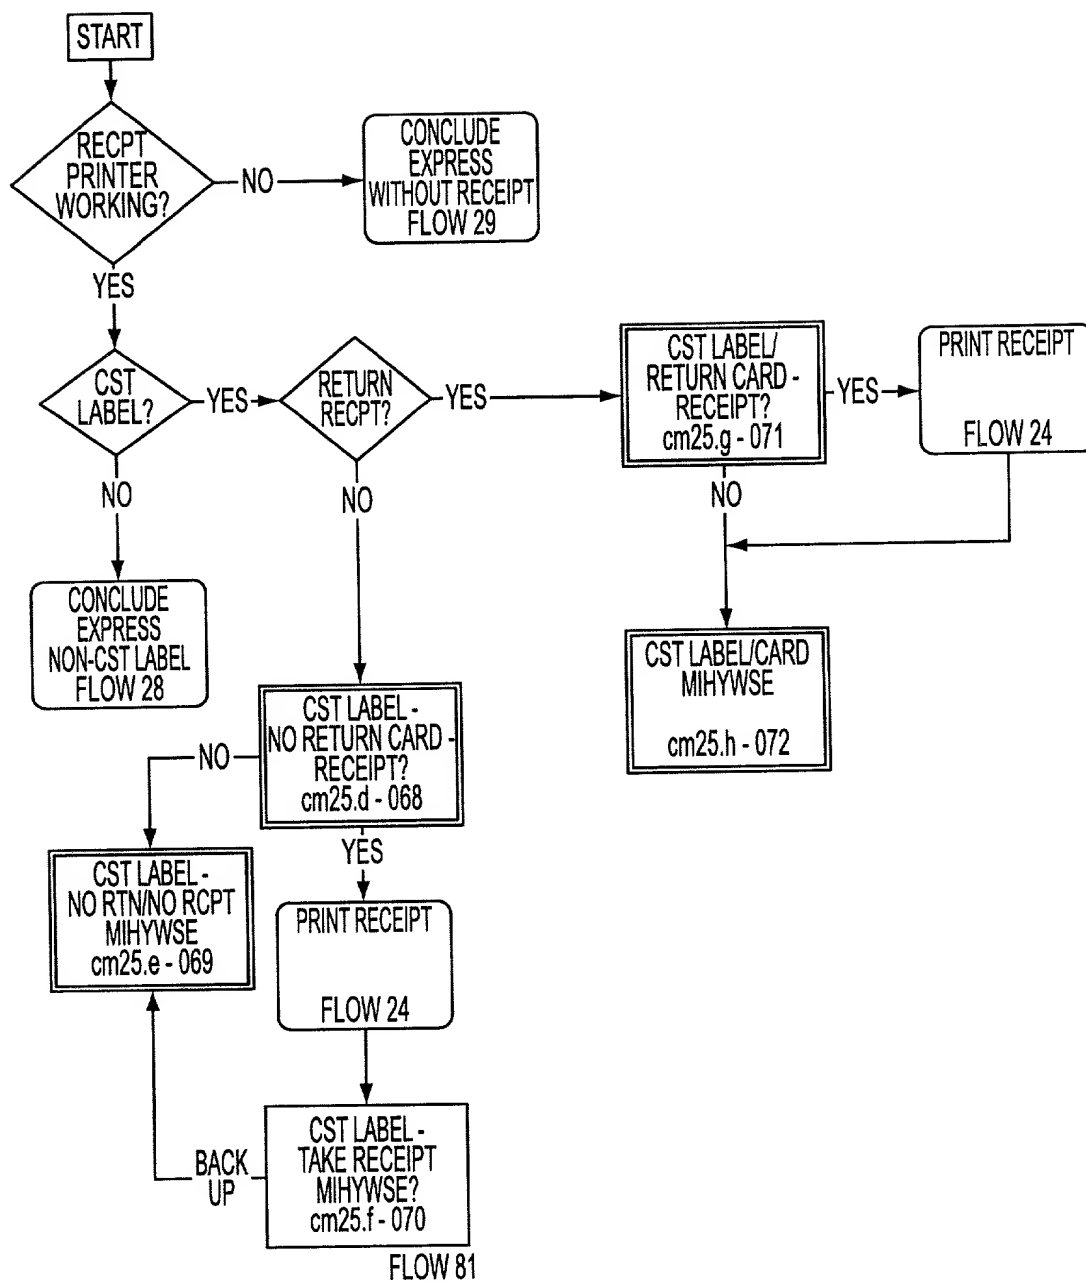 START
RECPT
PRINTER
WORKING?
NO
CONCLUDE
EXPRESS
WITHOUT RECEIPT
FLOW 29
YES
CST
LABEL?
YES
RETURN
RECPT?
YES
CST LABEL/
RETURN CARD -
RECEIPT?
cm25.g - 071
YES
PRINT RECEIPT
FLOW 24
NO
NO
NO
CONCLUDE
EXPRESS
NON-CST LABEL
FLOW 28
CST LABEL/CARD
MIHYWSE
cm25.h - 072
CST LABEL -
NO RETURN CARD -
RECEIPT?
cm25.d - 068
NO
YES
CST LABEL -
NO RTN/NO RCPT
MIHYWSE
cm25.e - 069
PRINT RECEIPT
FLOW 24
CST LABEL -
TAKE RECEIPT
MIHYWSE?
cm25.f - 070
BACK
UP
FLOW 81